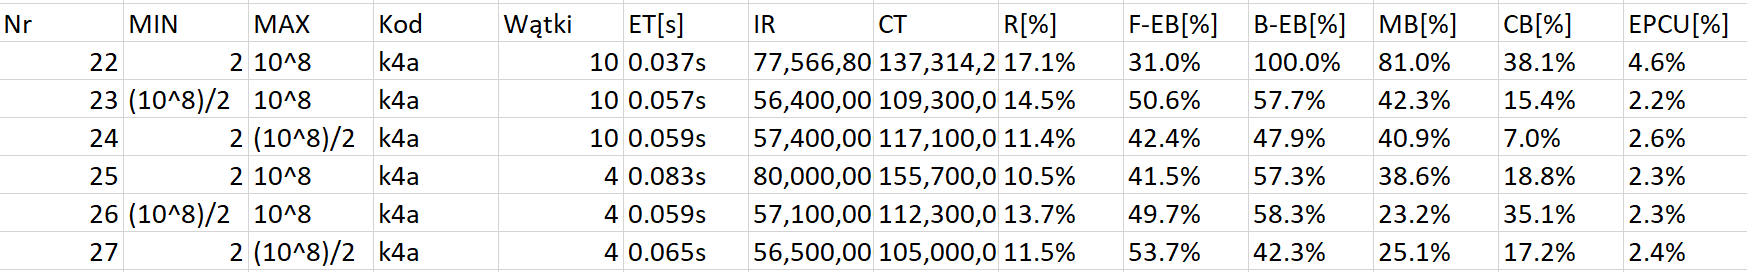 Nr MIN MAX Kod Wątki ET[s] IR CT R[%] F-EB[%] B-EB[%] MB[%] CB[%] EPCU[%]
22 2 10^8 k4a 10 0.037s 77,566,80 137,314,2 17.1% 31.0% 100.0% 81.0% 38.1% 4.6%
23 (10^8)/2 10^8 k4a 10 0.057s 56,400,00 109,300,0 14.5% 50.6% 57.7% 42.3% 15.4% 2.2%
24 2 (10^8)/2 k4a 10 0.059s 57,400,00 117,100,0 11.4% 42.4% 47.9% 40.9% 7.0% 2.6%
25 2 10^8 k4a 4 0.083s 80,000,00 155,700,0 10.5% 41.5% 57.3% 38.6% 18.8% 2.3%
26 (10^8)/2 10^8 k4a 4 0.059s 57,100,00 112,300,0 13.7% 49.7% 58.3% 23.2% 35.1% 2.3%
27 2 (10^8)/2 k4a 4 0.065s 56,500,00 105,000,0 11.5% 53.7% 42.3% 25.1% 17.2% 2.4%